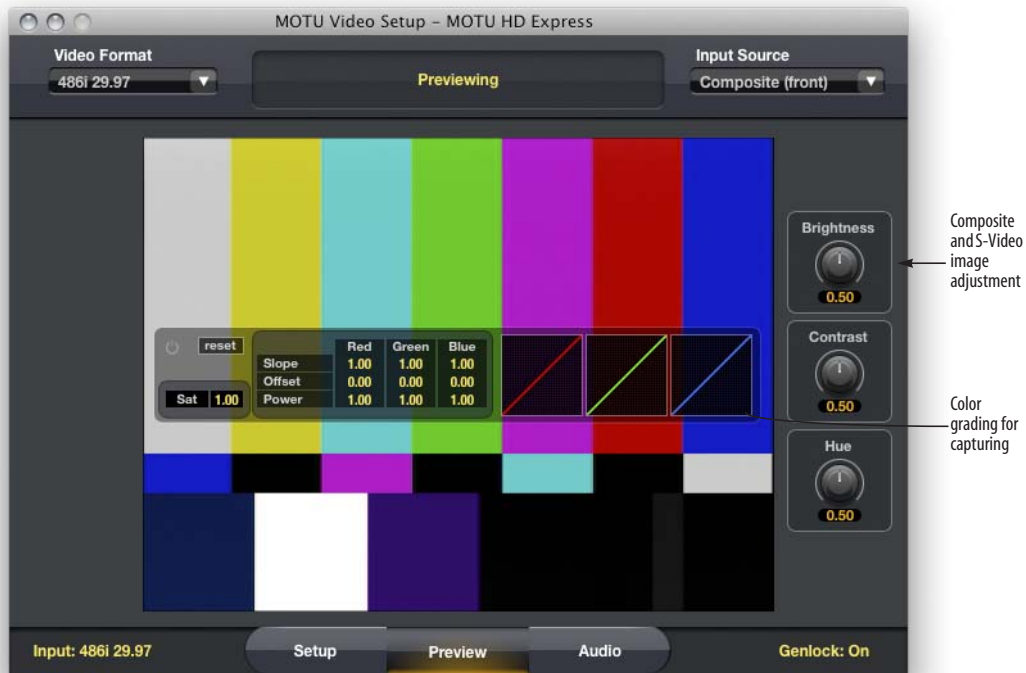 MOTU Video Setup – MOTU HD Express
Video Format
486i 29.97
Previewing
Input Source
Composite (front)
Brightness
0.50
Contrast
0.50
Hue
0.50
reset
Sat 1.00
Red Green Blue
Slope 1.00 1.00 1.00
Offset 0.00 0.00 0.00
Power 1.00 1.00 1.00
Composite
and S-Video
image
adjustment
Color
grading for
capturing
Input: 486i 29.97
Setup
Preview
Audio
Genlock: On